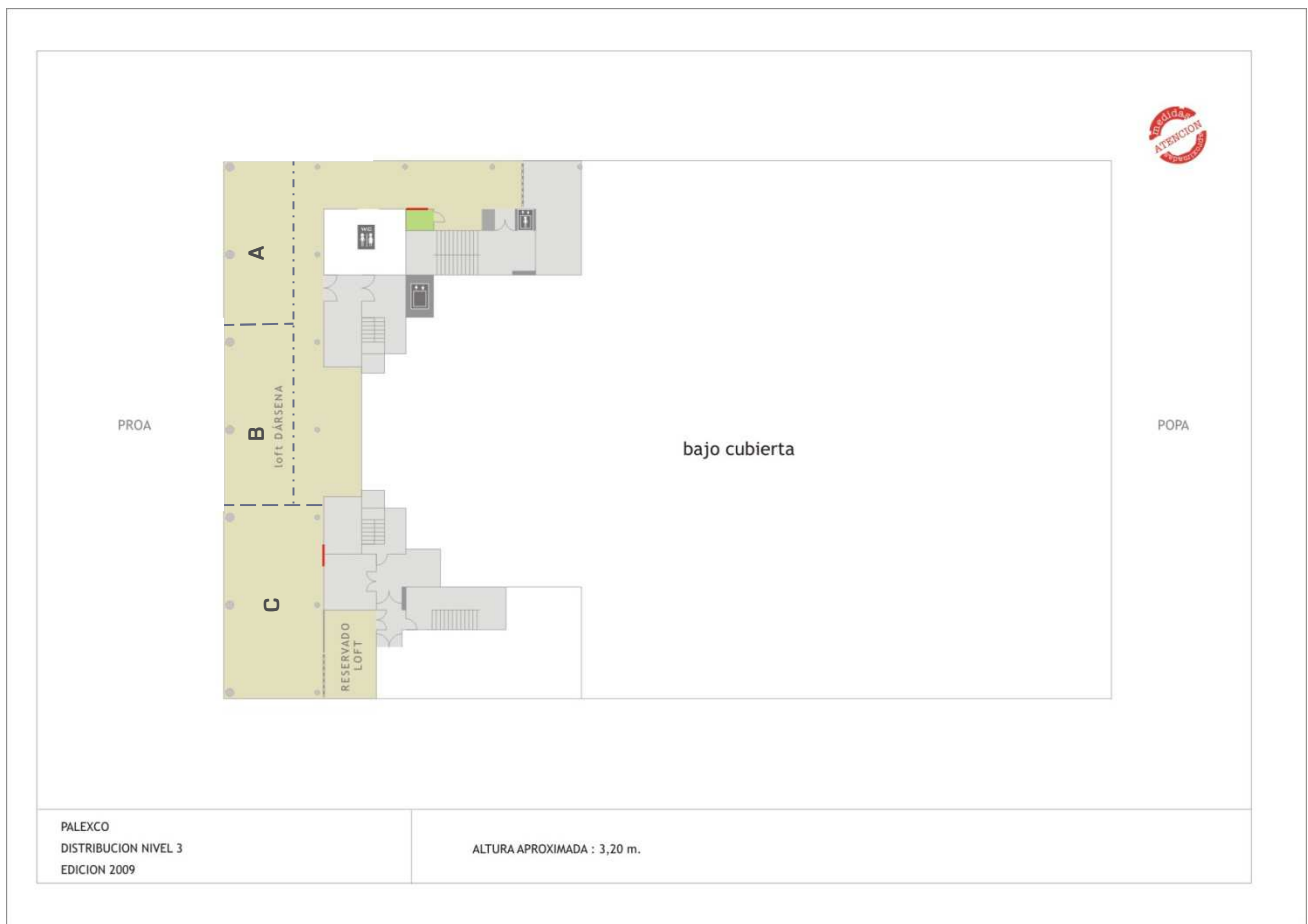 medidas
ATENCION
aproximadas
A
WC
B
loft DÁRSENA
PROA
bajo cubierta
POPA
C
RESERVADO
LOFT
PALEXCO
DISTRIBUCION NIVEL 3
EDICION 2009
ALTURA APROXIMADA : 3,20 m.